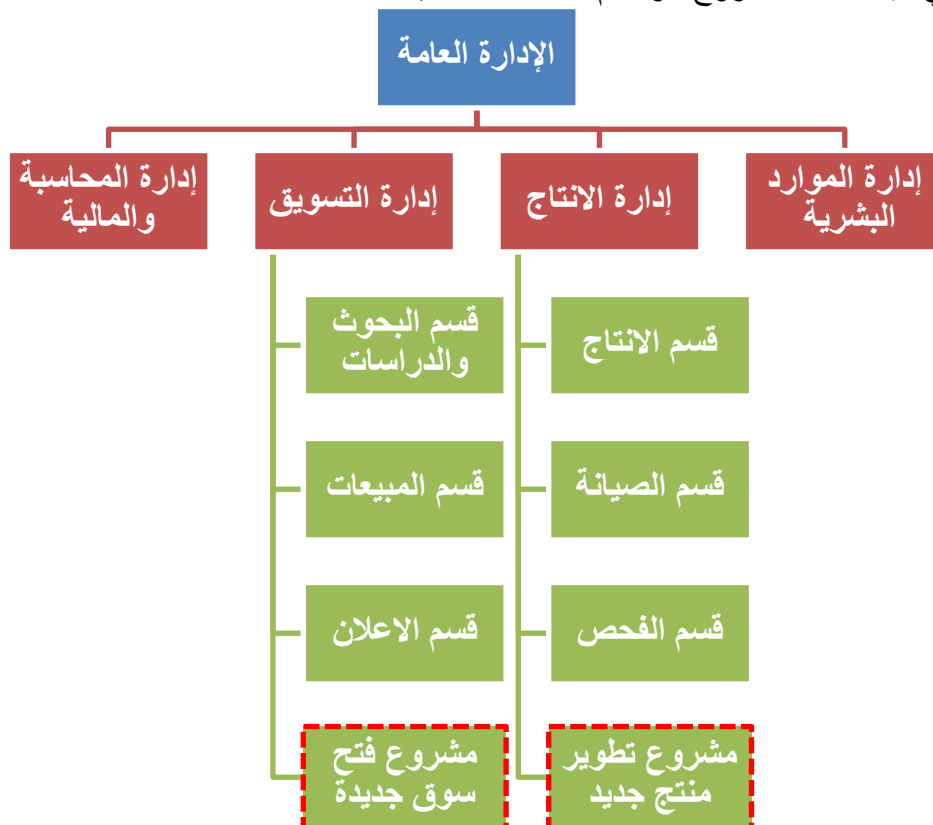 الإدارة العامة
إدارة الموارد
البشرية
إدارة الانتاج
إدارة التسويق
إدارة المحاسبة
والمالية
قسم الانتاج
قسم الصيانة
قسم الفحص
مشروع تطوير
منتج جديد
قسم البحوث
والدراسات
قسم المبيعات
قسم الاعلان
مشروع فتح
سوق جديدة